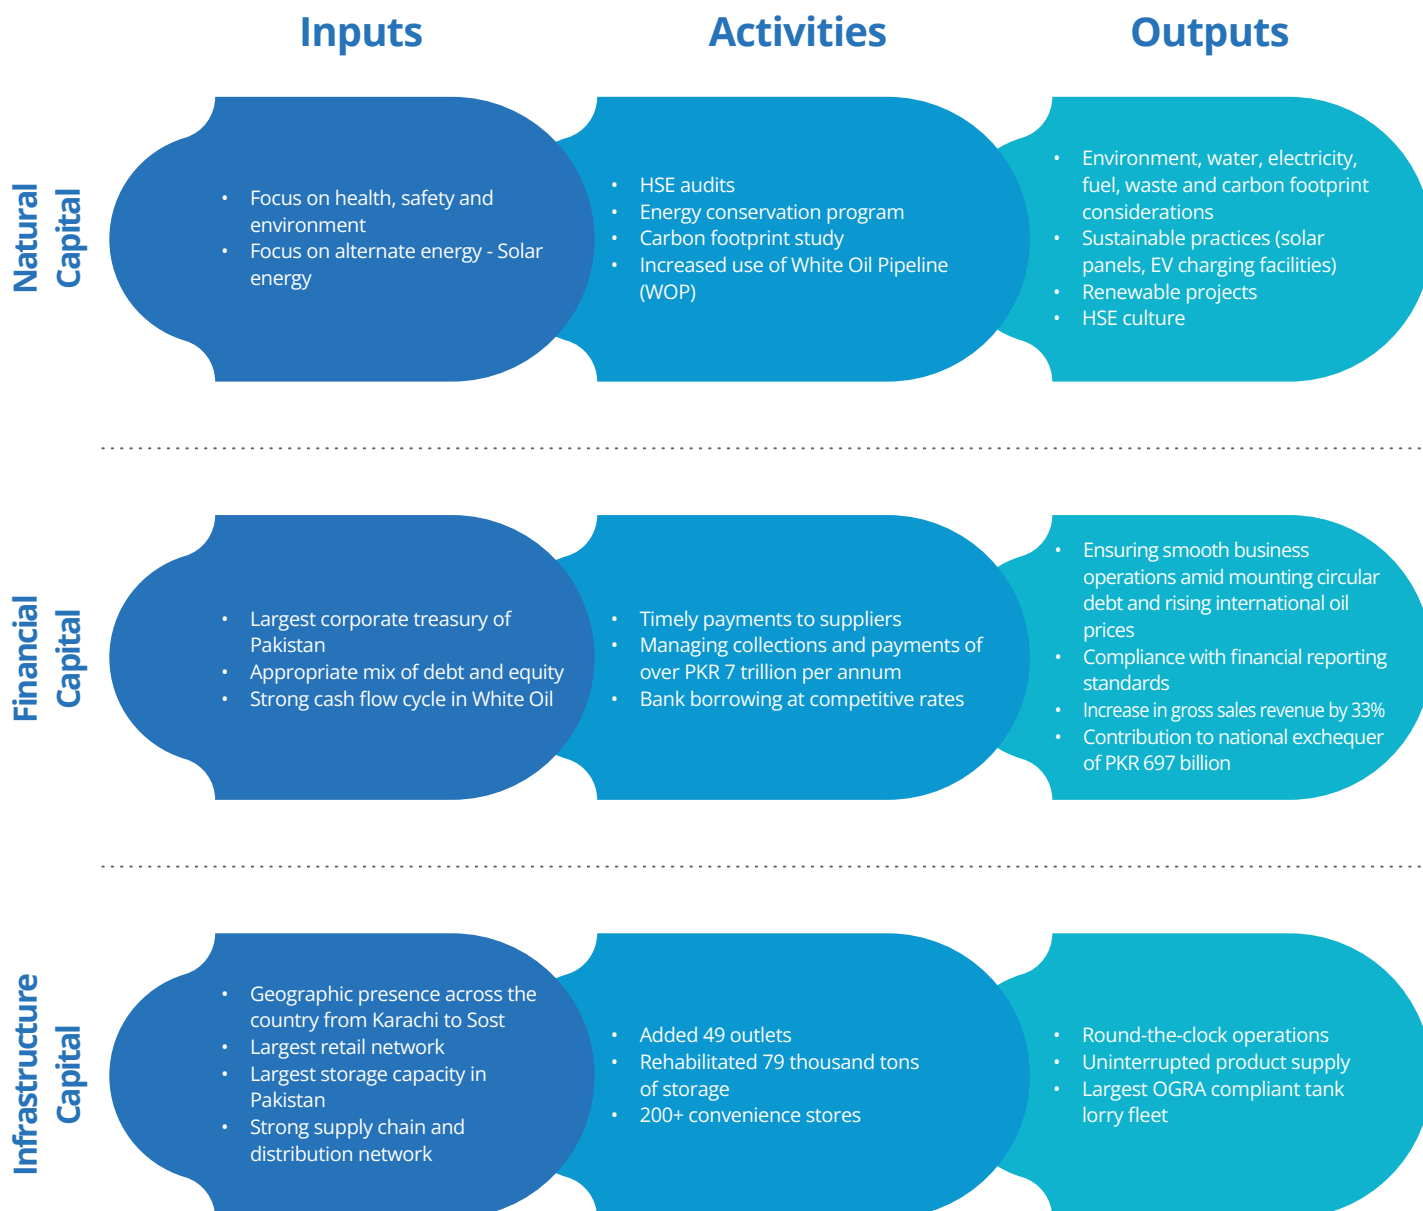 Inputs
Activities
Outputs
Natural
Capital
• Focus on health, safety and
environment
• Focus on alternate energy - Solar
energy
• HSE audits
• Energy conservation program
• Carbon footprint study
• Increased use of White Oil Pipeline
(WOP)
• Environment, water, electricity,
fuel, waste and carbon footprint
considerations
• Sustainable practices (solar
panels, EV charging facilities)
• Renewable projects
• HSE culture
Financial
Capital
• Largest corporate treasury of
Pakistan
• Appropriate mix of debt and equity
• Strong cash flow cycle in White Oil
• Timely payments to suppliers
• Managing collections and payments of
over PKR 7 trillion per annum
• Bank borrowing at competitive rates
• Ensuring smooth business
operations amid mounting circular
debt and rising international oil
prices
• Compliance with financial reporting
standards
• Increase in gross sales revenue by 33%
• Contribution to national exchequer
of PKR 697 billion
Infrastructure
Capital
• Geographic presence across the
country from Karachi to Sost
• Largest retail network
• Largest storage capacity in
Pakistan
• Strong supply chain and
distribution network
• Added 49 outlets
• Rehabilitated 79 thousand tons
of storage
• 200+ convenience stores
• Round-the-clock operations
• Uninterrupted product supply
• Largest OGRA compliant tank
lorry fleet